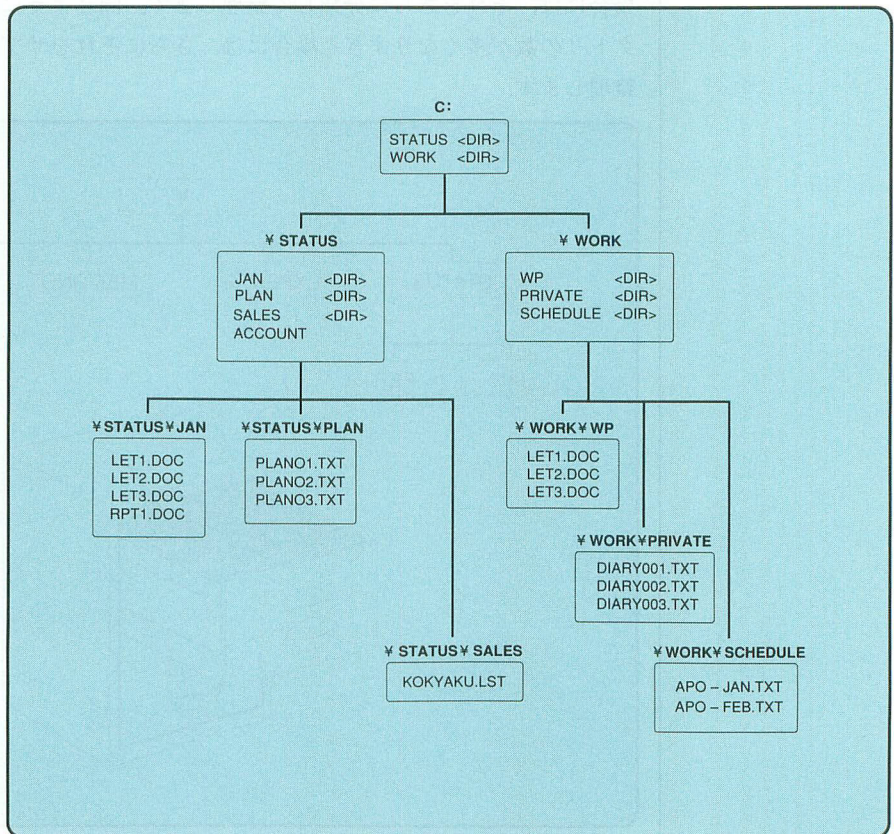 C:
STATUS <DIR>
WORK <DIR>
¥ STATUS
JAN <DIR>
PLAN <DIR>
SALES <DIR>
ACCOUNT
¥ WORK
WP <DIR>
PRIVATE <DIR>
SCHEDULE <DIR>
¥STATUS¥JAN
LET1.DOC
LET2.DOC
LET3.DOC
RPT1.DOC
¥STATUS¥PLAN
PLANO1.TXT
PLANO2.TXT
PLANO3.TXT
¥ WORK¥WP
LET1.DOC
LET2.DOC
LET3.DOC
¥ WORK¥PRIVATE
DIARY001.TXT
DIARY002.TXT
DIARY003.TXT
¥ STATUS¥ SALES
KOKYAKU.LST
¥ WORK¥ SCHEDULE
APO – JAN.TXT
APO – FEB.TXT